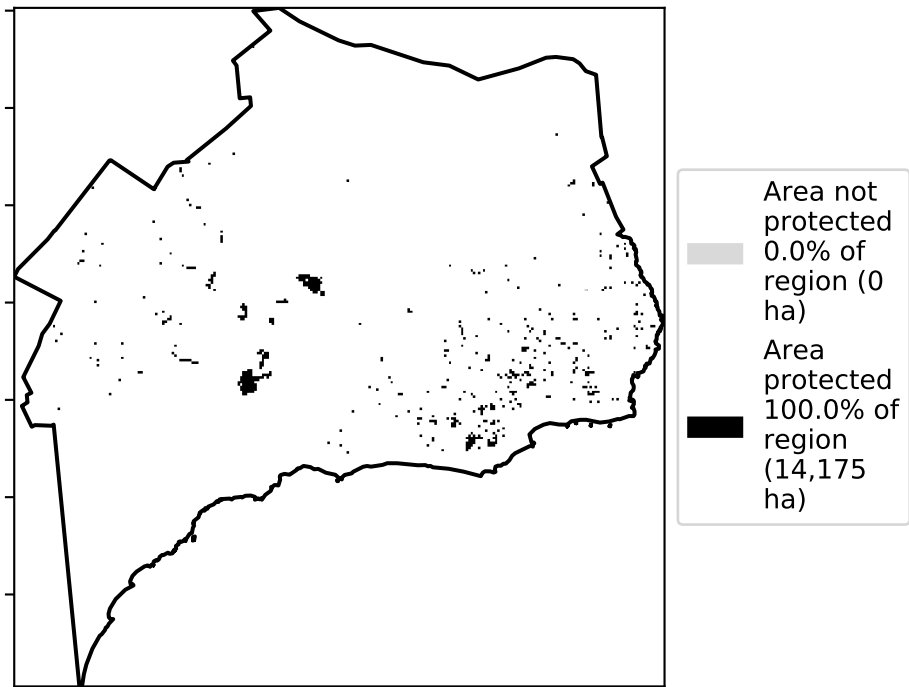 Area not
protected
0.0% of
region (0
ha)
Area
protected
100.0% of
region
(14,175
ha)